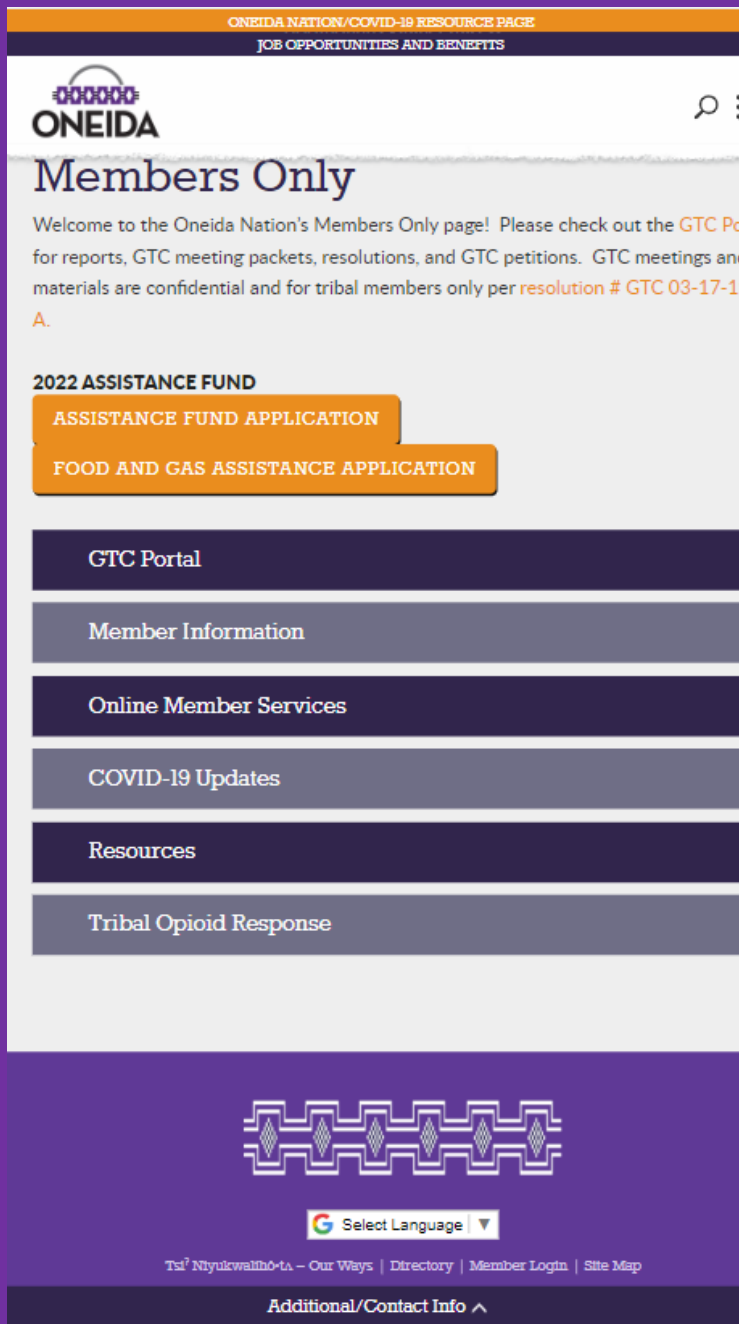 ONEIDA NATION/COVID-19 RESOURCE PAGE
JOB OPPORTUNITIES AND BENEFITS
ONEIDA
Members Only
Welcome to the Oneida Nation's Members Only page! Please check out the GTC Po
for reports, GTC meeting packets, resolutions, and GTC petitions. GTC meetings and
materials are confidential and for tribal members only per resolution # GTC 03-17-1
A.
2022 ASSISTANCE FUND
ASSISTANCE FUND APPLICATION
FOOD AND GAS ASSISTANCE APPLICATION
GTC Portal
Member Information
Online Member Services
COVID-19 Updates
Resources
Tribal Opioid Response
G Select Language ▼
Tsi⁷ Niyukwalihó·tʌ – Our Ways | Directory | Member Login | Site Map
Additional/Contact Info